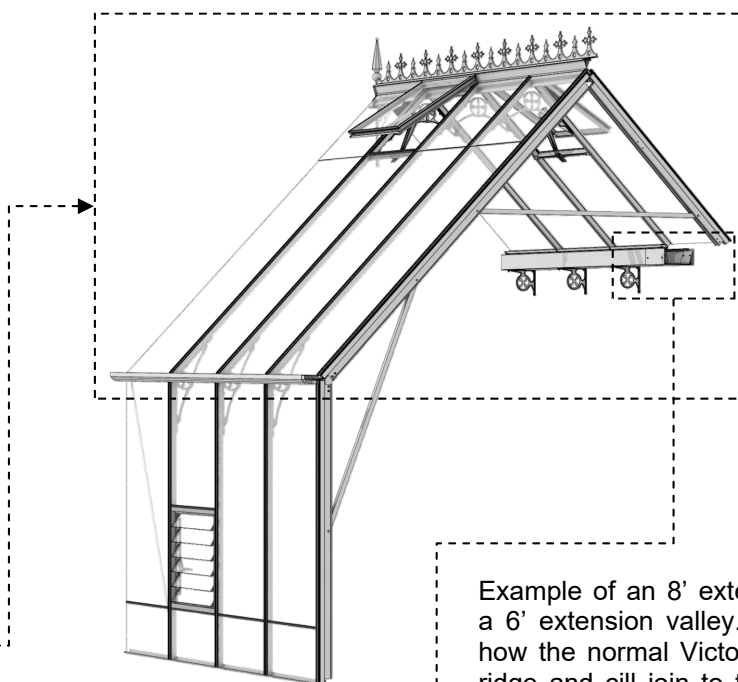 Example of an 8’ exte
a 6’ extension valley.
how the normal Victo
ridge and cill join to t